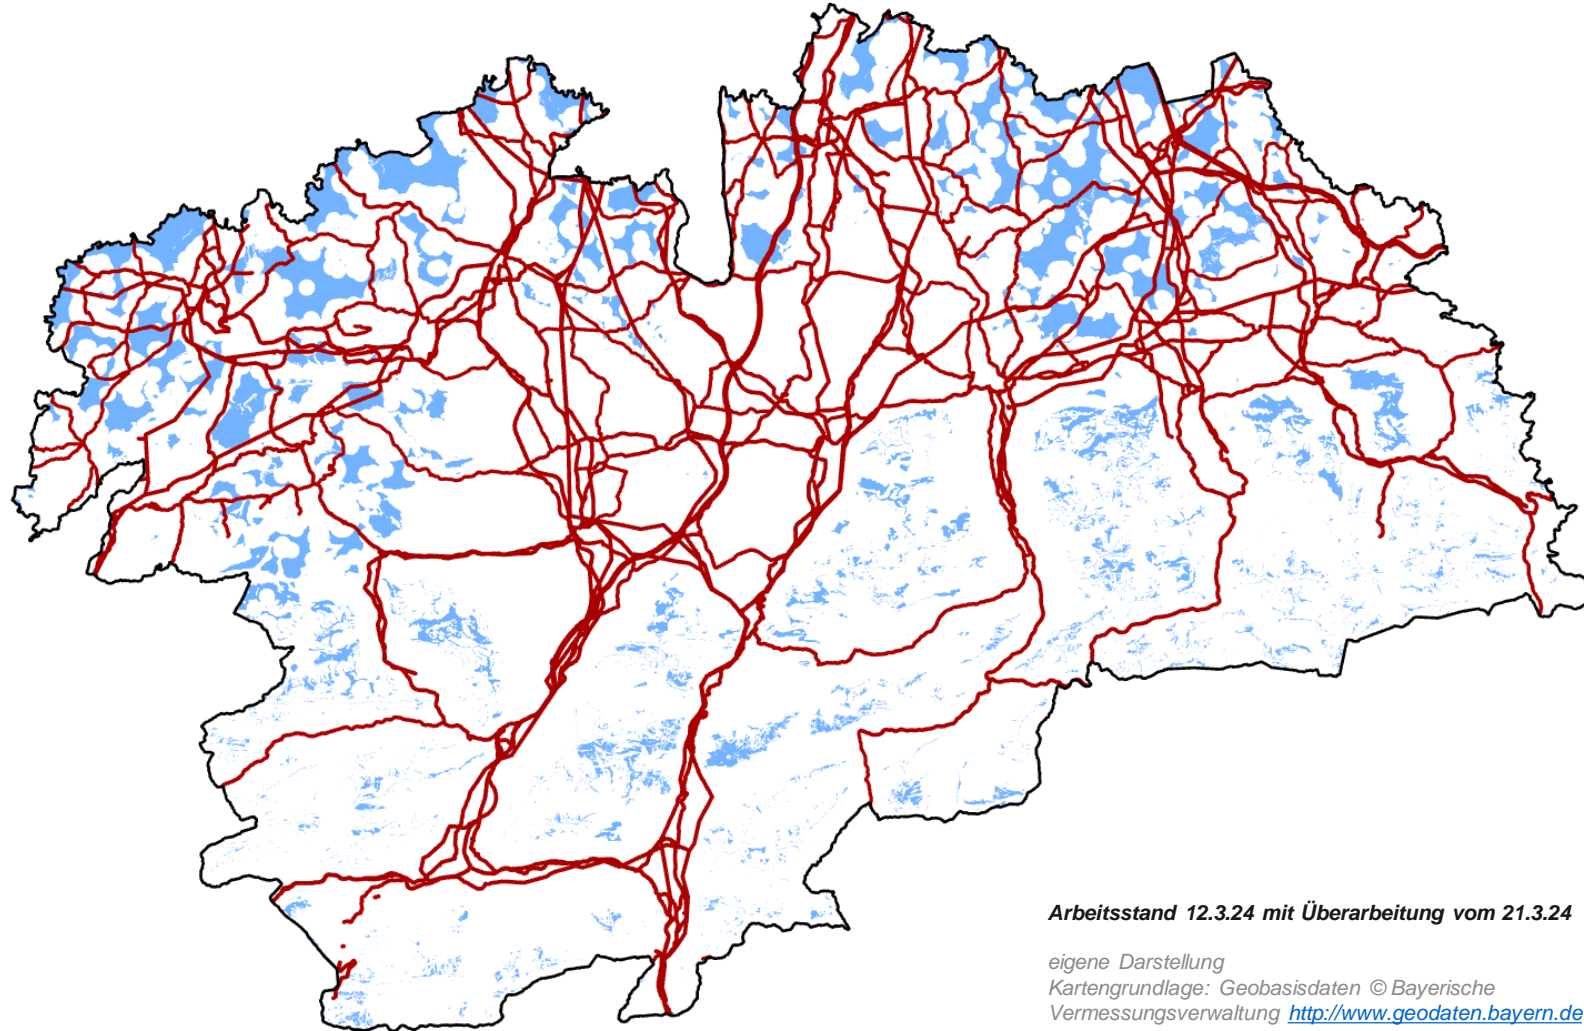 Arbeitsstand 12.3.24 mit Überarbeitung vom 21.3.24
eigene Darstellung
Kartengrundlage: Geobasisdaten © Bayerische
Vermessungsverwaltung http://www.geodaten.bayern.de